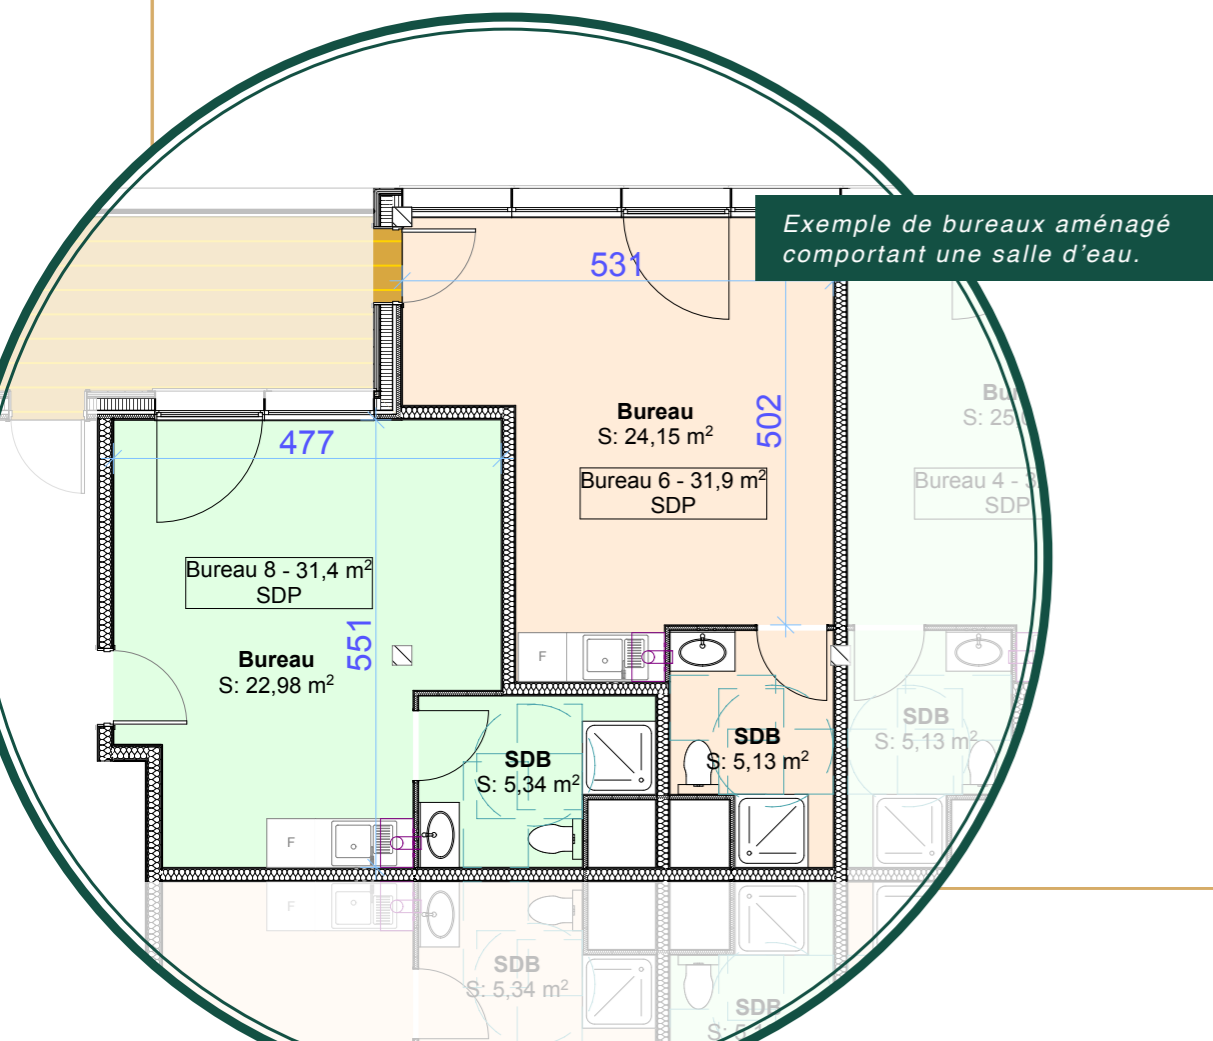 Exemple de bureaux aménagé
comportant une salle d'eau.
531
502
Bureau
S: 24,15 m²
Bureau 6 - 31,9 m²
SDP
477
551
Bureau 8 - 31,4 m²
SDP
Bureau
S: 22,98 m²
S: 25,
Bureau 4 - 3
SDP
F
SDB
S: 5,13 m²
SDB
S: 5,13 m²
SDB
S: 5,34 m²
F
F
SDB
S: 5,34 m²
SDB